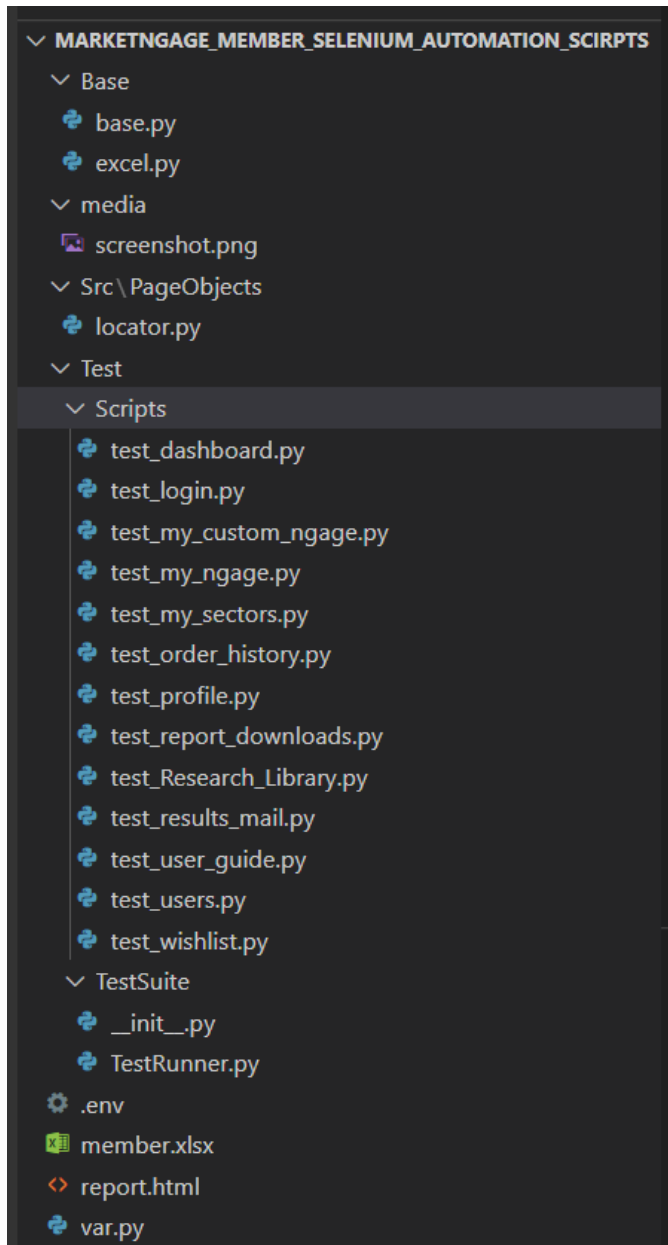 MARKETNGAGE_MEMBER_SELENIUM_AUTOMATION_SCIRPTS
Base
base.py
excel.py
media
screenshot.png
Src\PageObjects
locator.py
Test
Scripts
test_dashboard.py
test_login.py
test_my_custom_ngage.py
test_my_ngage.py
test_my_sectors.py
test_order_history.py
test_profile.py
test_report_downloads.py
test_Research_Library.py
test_results_mail.py
test_user_guide.py
test_users.py
test_wishlist.py
TestSuite
__init__.py
TestRunner.py
.env
member.xlsx
report.html
var.py